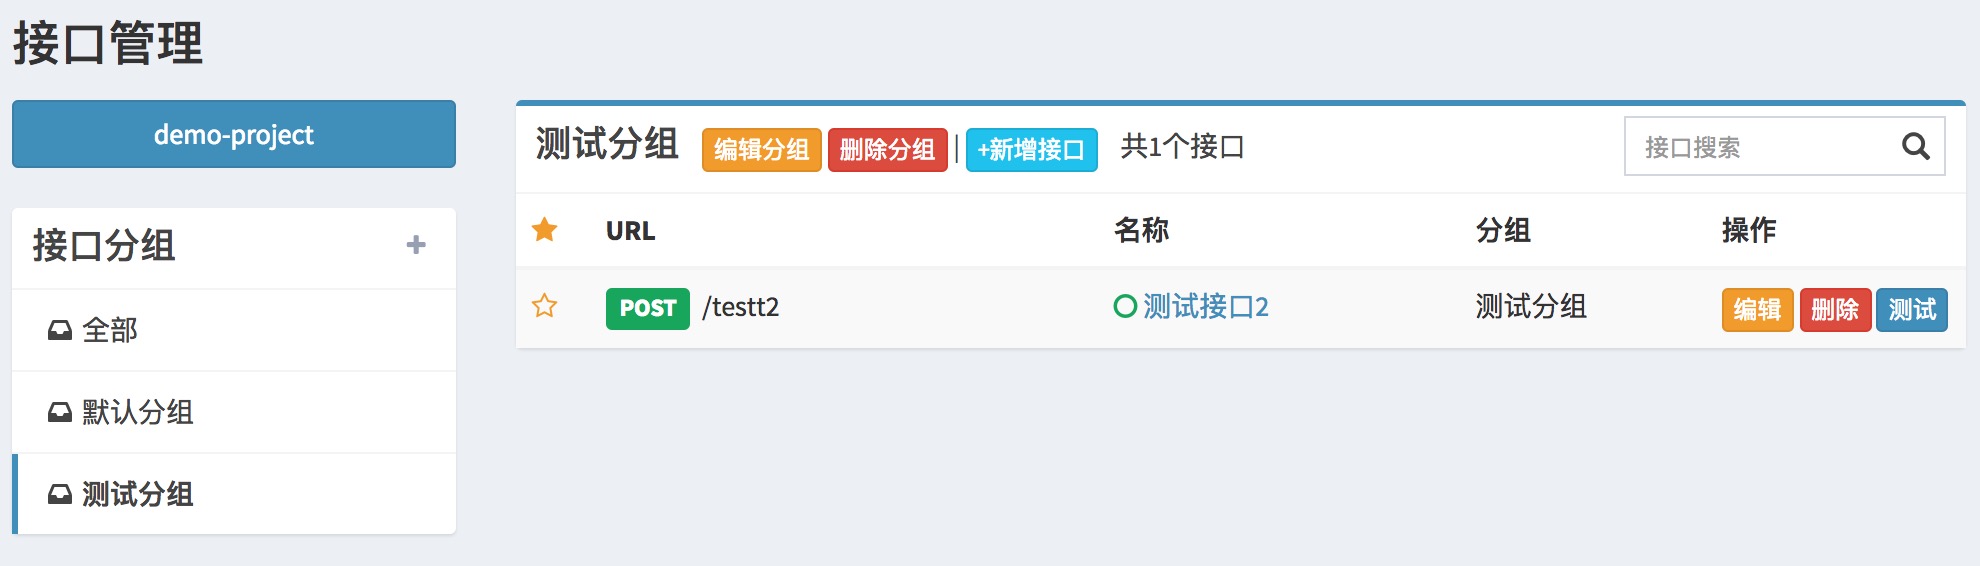 接口管理
demo-project
接口分组
全部
默认分组
测试分组
测试分组 编辑分组 删除分组 | +新增接口 共1个接口 接口搜索
URL 名称 分组 操作
POST /testt2 测试接口2 测试分组 编辑 删除 测试